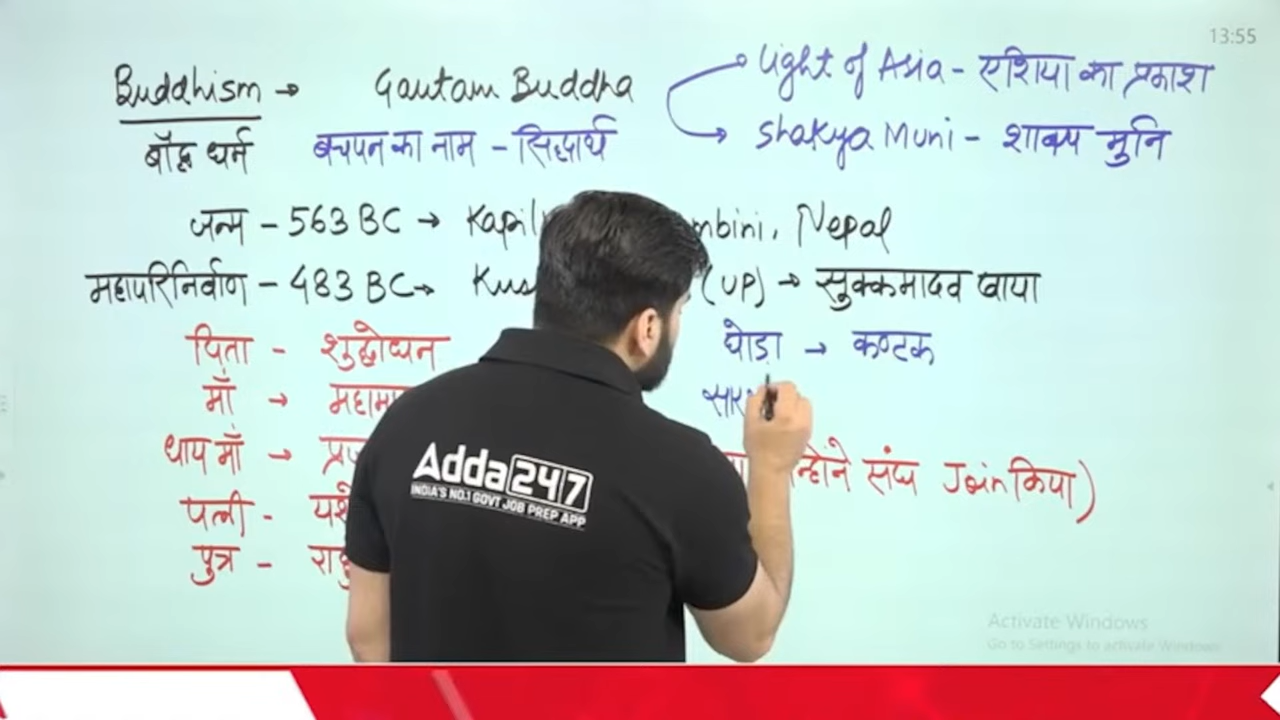 13:55
Buddhism → Gautam Buddha
Light of Asia - एशिया का प्रकाश
बौद्ध धर्म बचपन का नाम - सिद्धार्थ
Shakya Muni - शाक्य मुनि
जन्म - 563 BC → Kapil mbini, Nepal
महापरिनिर्वाण - 483 BC → Kus (UP) → सुक्कमादव खाया
पिता - शुद्धोधन घोड़ा → कण्टक
माँ → महामा सार
धाय माँ → प्रज न्होंने संघ Join किया)
पत्नी - यशो
पुत्र - राहु
Adda247
INDIA'S NO.1 GOVT JOB PREP APP
Activate Windows
Go to Settings to activate Windows.